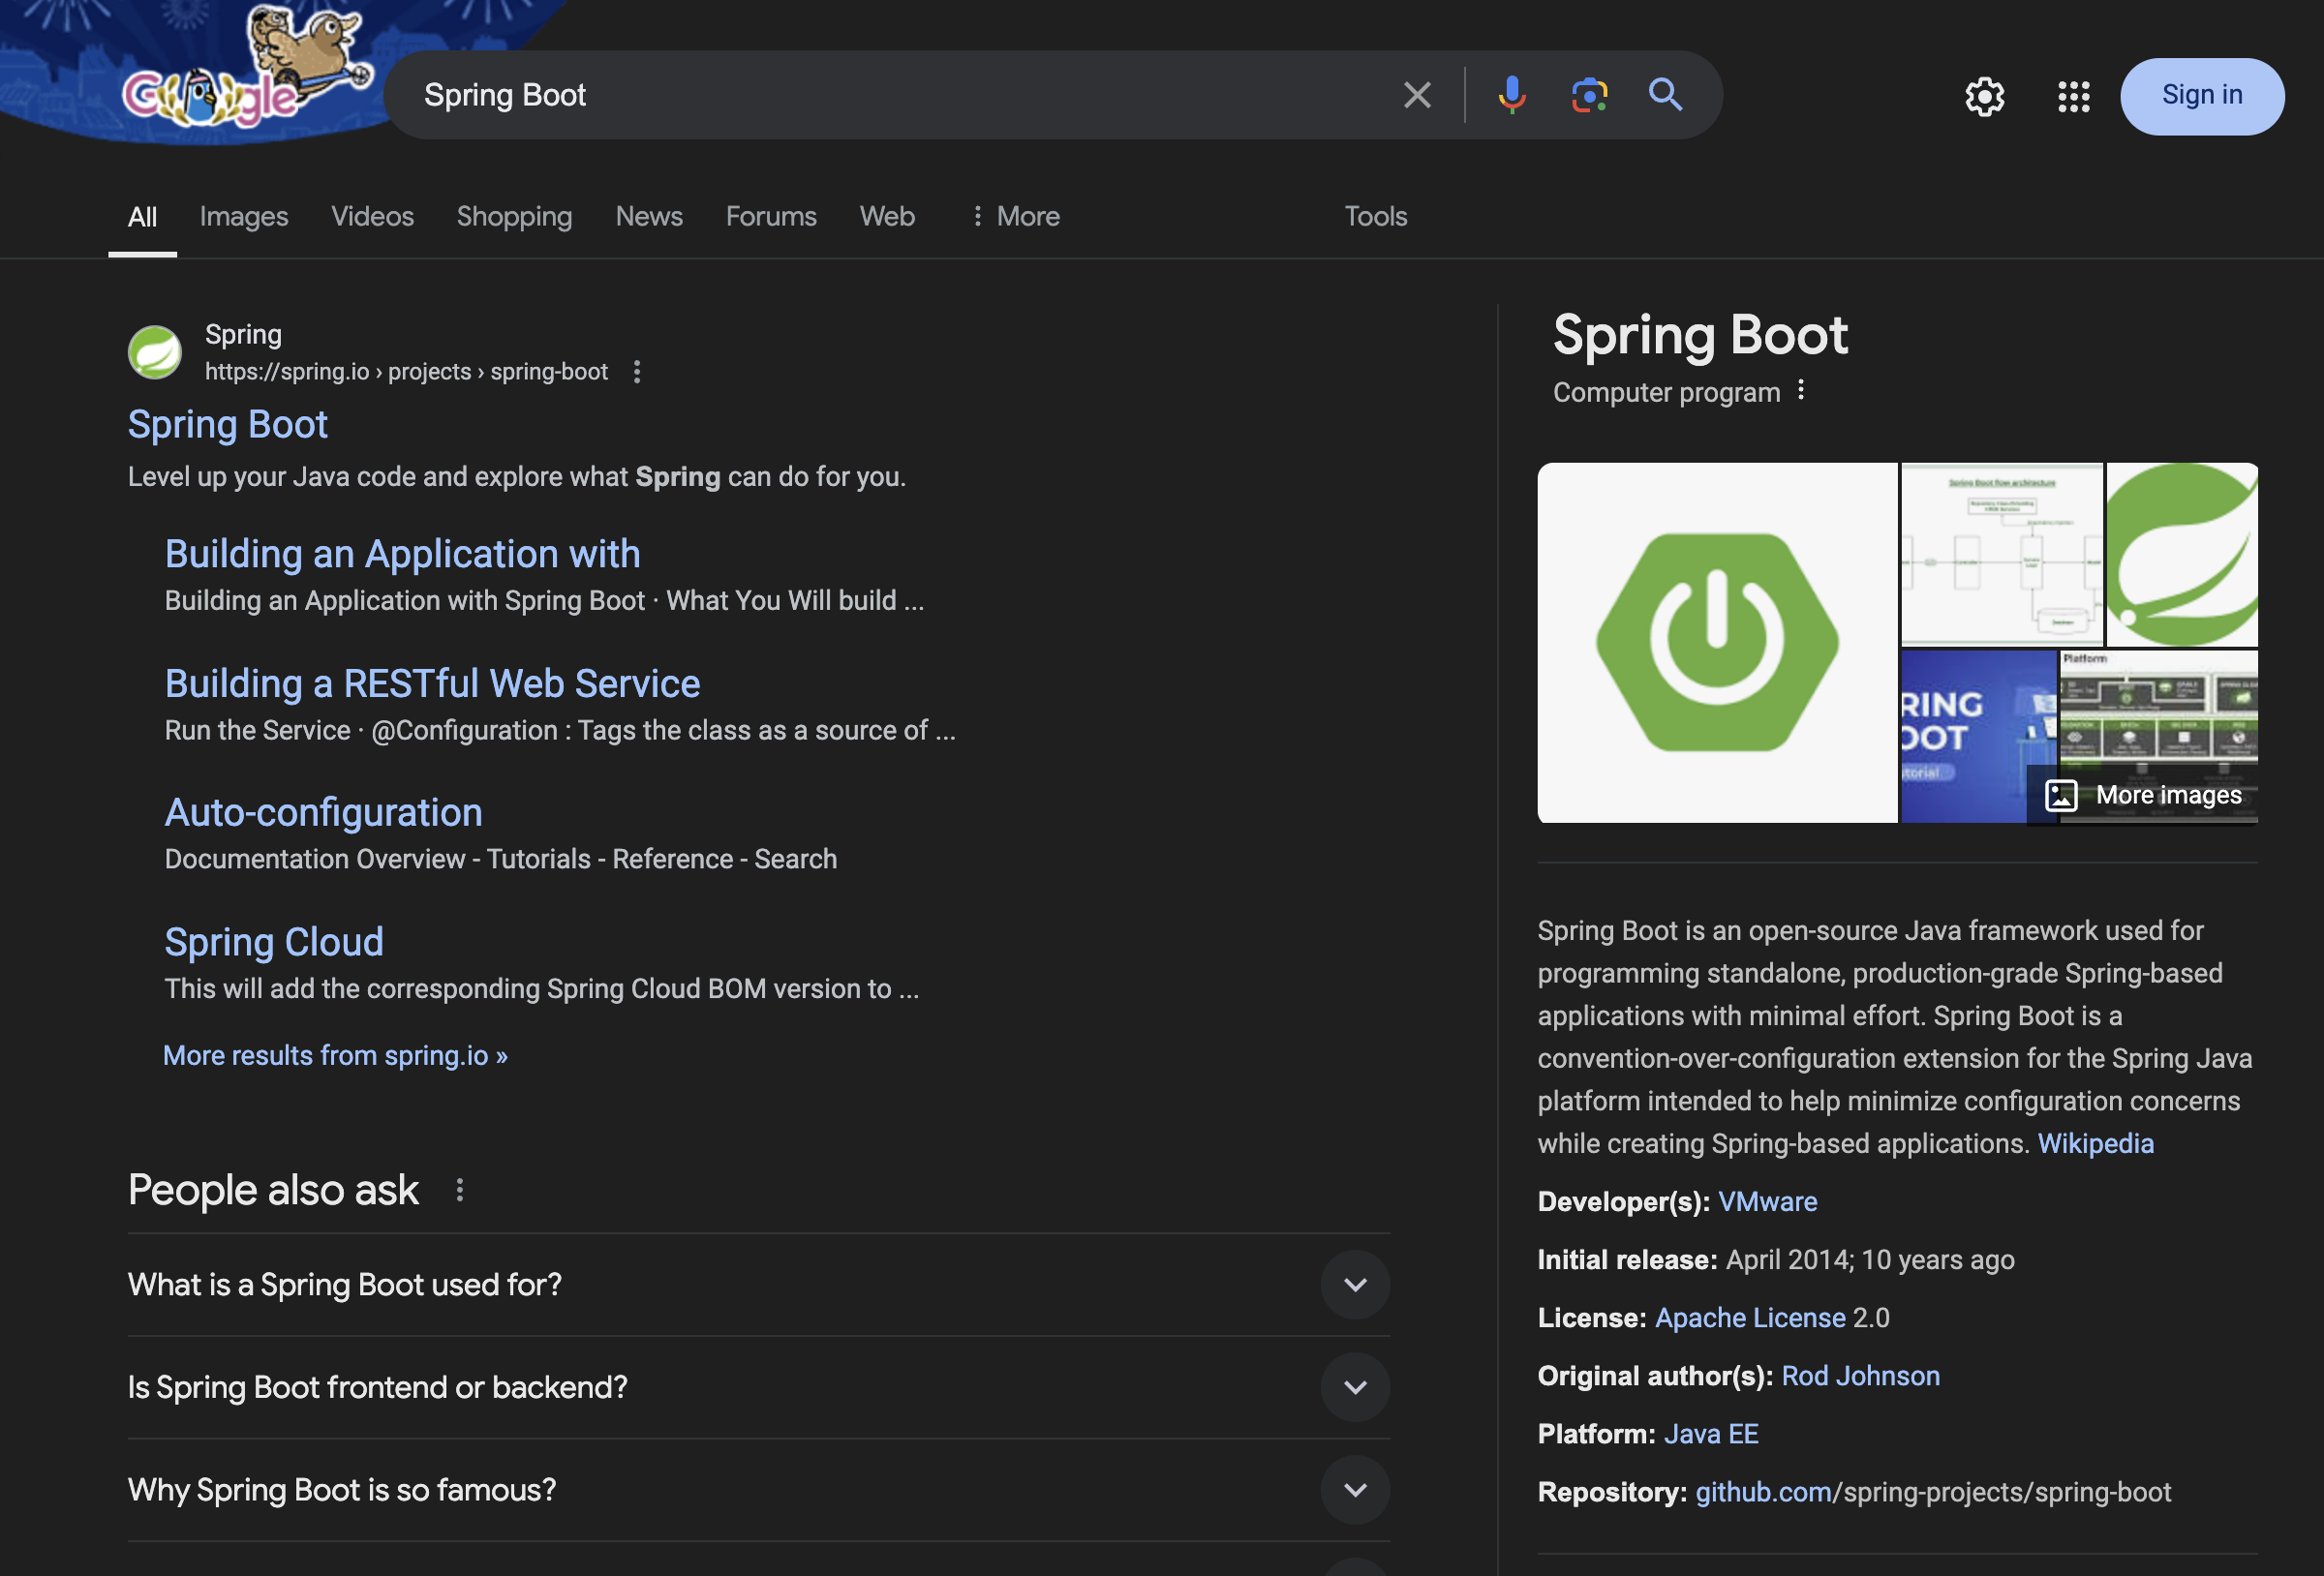 Google
Spring Boot
Sign in
All Images Videos Shopping News Forums Web More Tools
Spring
https://spring.io › projects › spring-boot
Spring Boot
Level up your Java code and explore what Spring can do for you.
Building an Application with
Building an Application with Spring Boot · What You Will build ...
Building a RESTful Web Service
Run the Service · @Configuration : Tags the class as a source of ...
Auto-configuration
Documentation Overview - Tutorials - Reference - Search
Spring Cloud
This will add the corresponding Spring Cloud BOM version to ...
More results from spring.io »
People also ask
What is a Spring Boot used for?
Is Spring Boot frontend or backend?
Why Spring Boot is so famous?
Spring Boot
Computer program
Spring Boot flow architecture
RING
OOT
torial
Platform
More images
Spring Boot is an open-source Java framework used for
programming standalone, production-grade Spring-based
applications with minimal effort. Spring Boot is a
convention-over-configuration extension for the Spring Java
platform intended to help minimize configuration concerns
while creating Spring-based applications. Wikipedia
Developer(s): VMware
Initial release: April 2014; 10 years ago
License: Apache License 2.0
Original author(s): Rod Johnson
Platform: Java EE
Repository: github.com/spring-projects/spring-boot